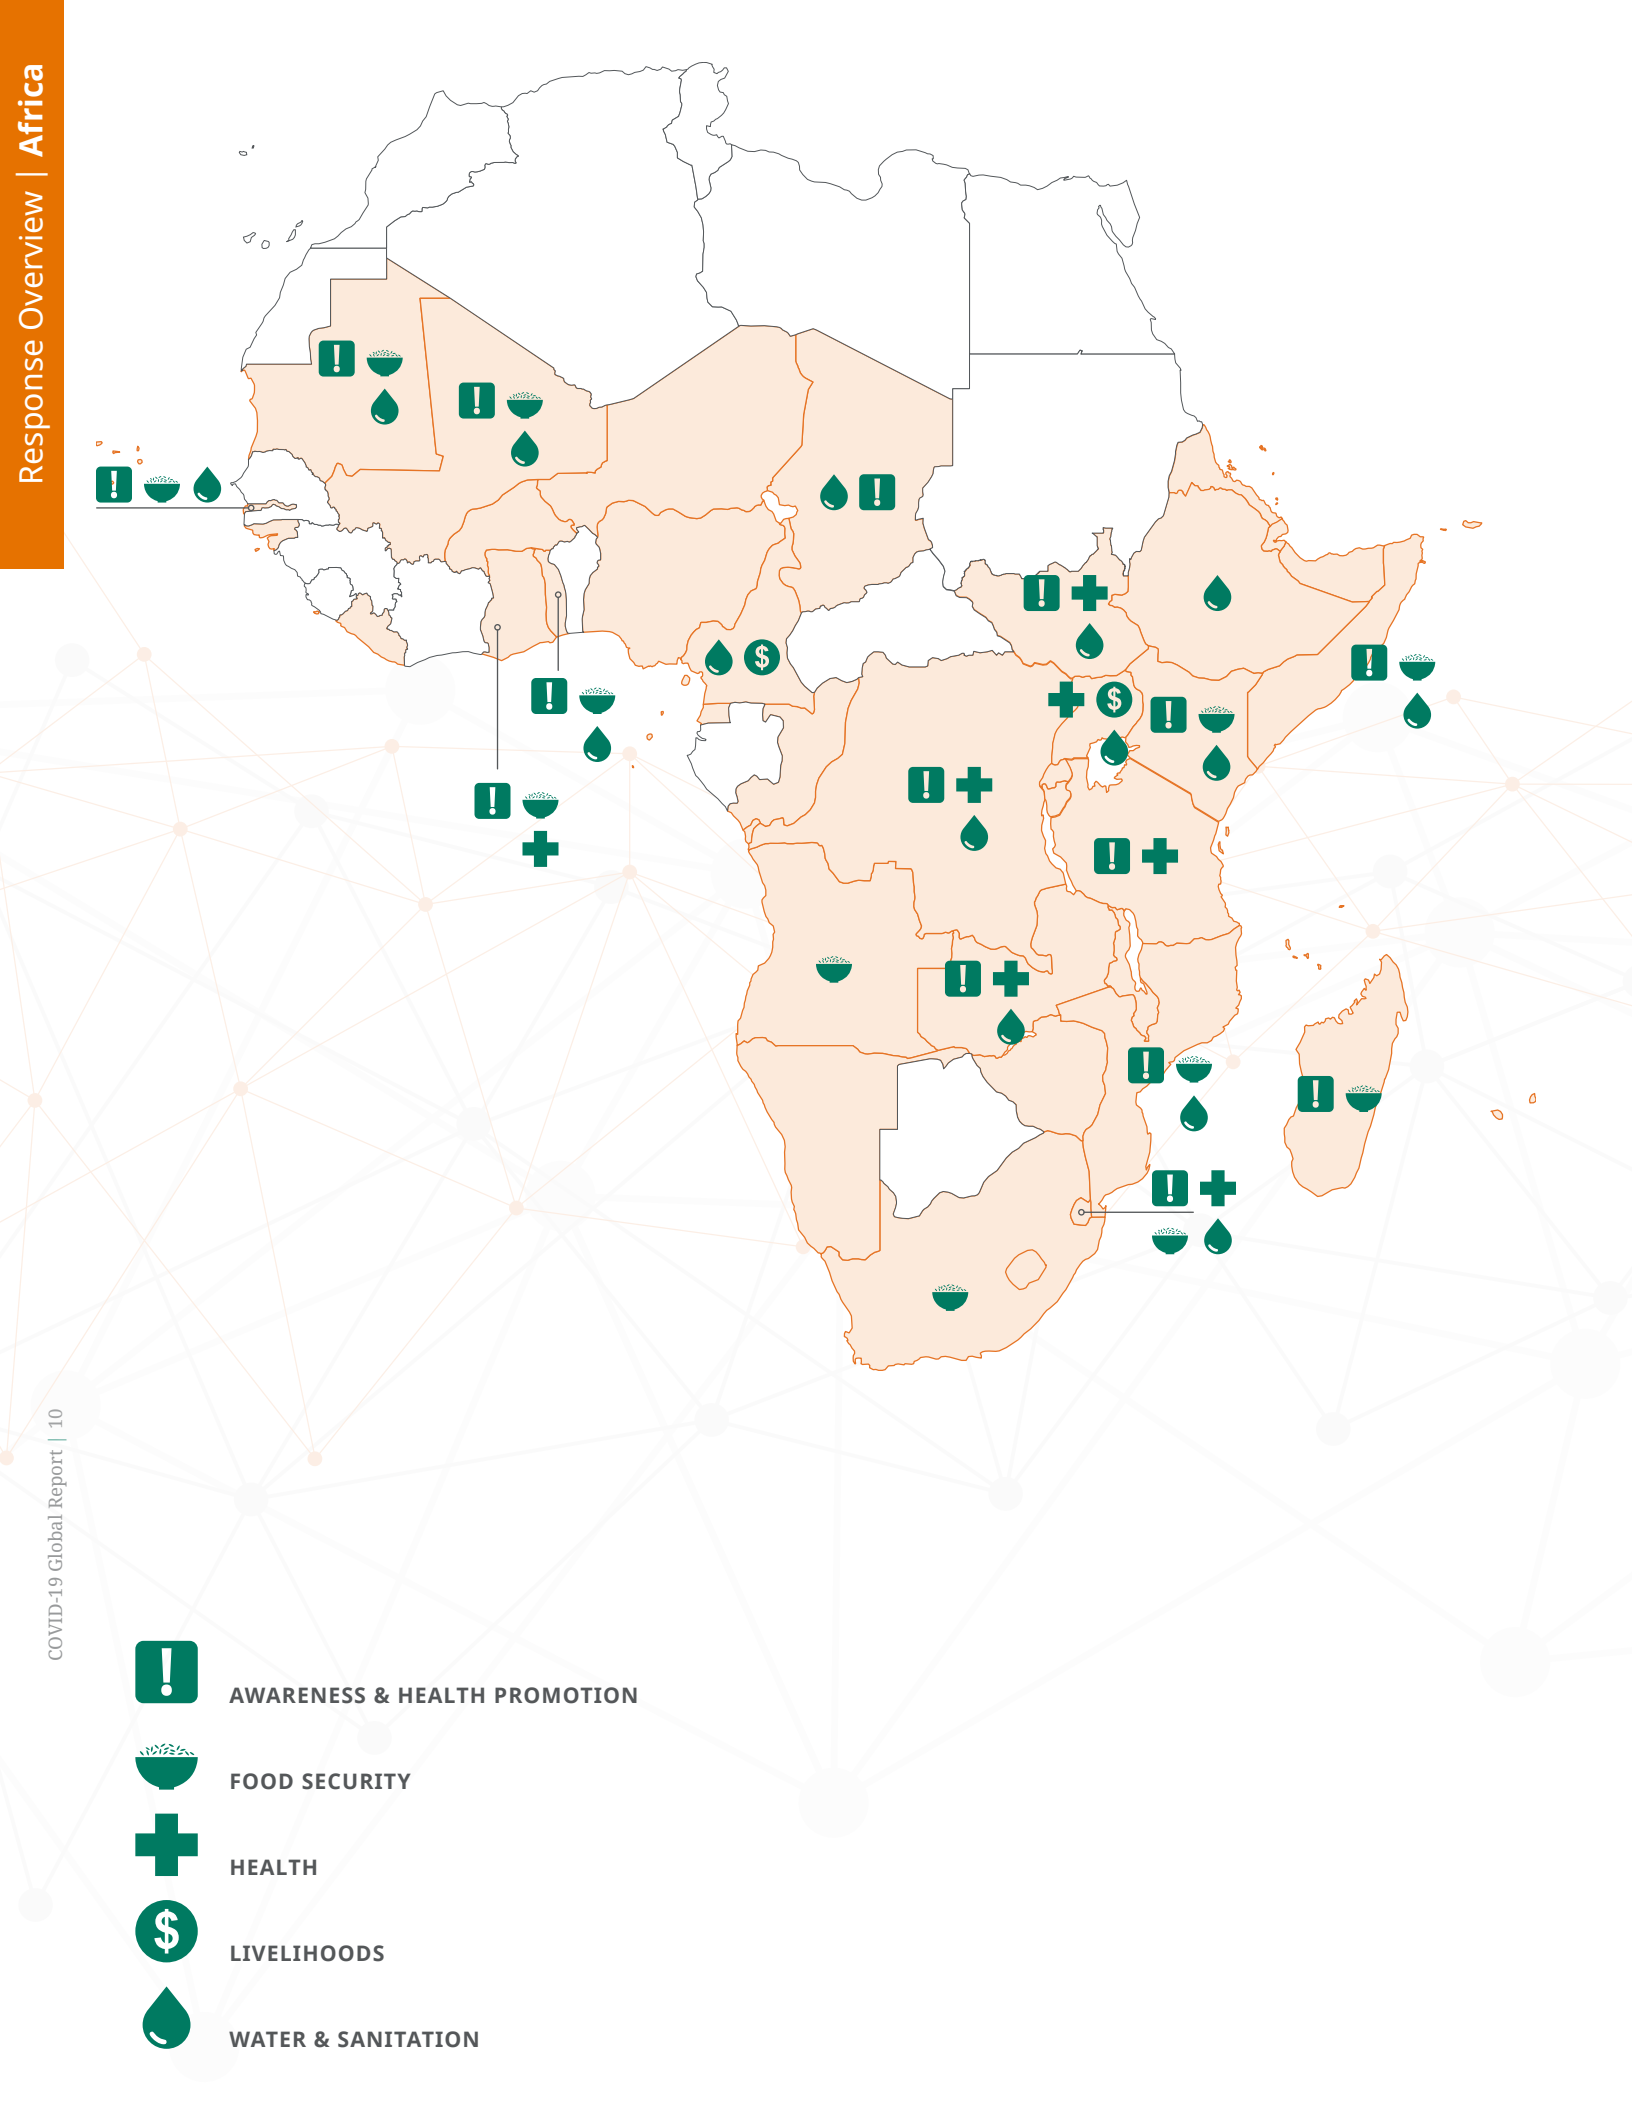 Response Overview | Africa
COVID-19 Global Report | 10
AWARENESS & HEALTH PROMOTION
FOOD SECURITY
HEALTH
$
LIVELIHOODS
WATER & SANITATION